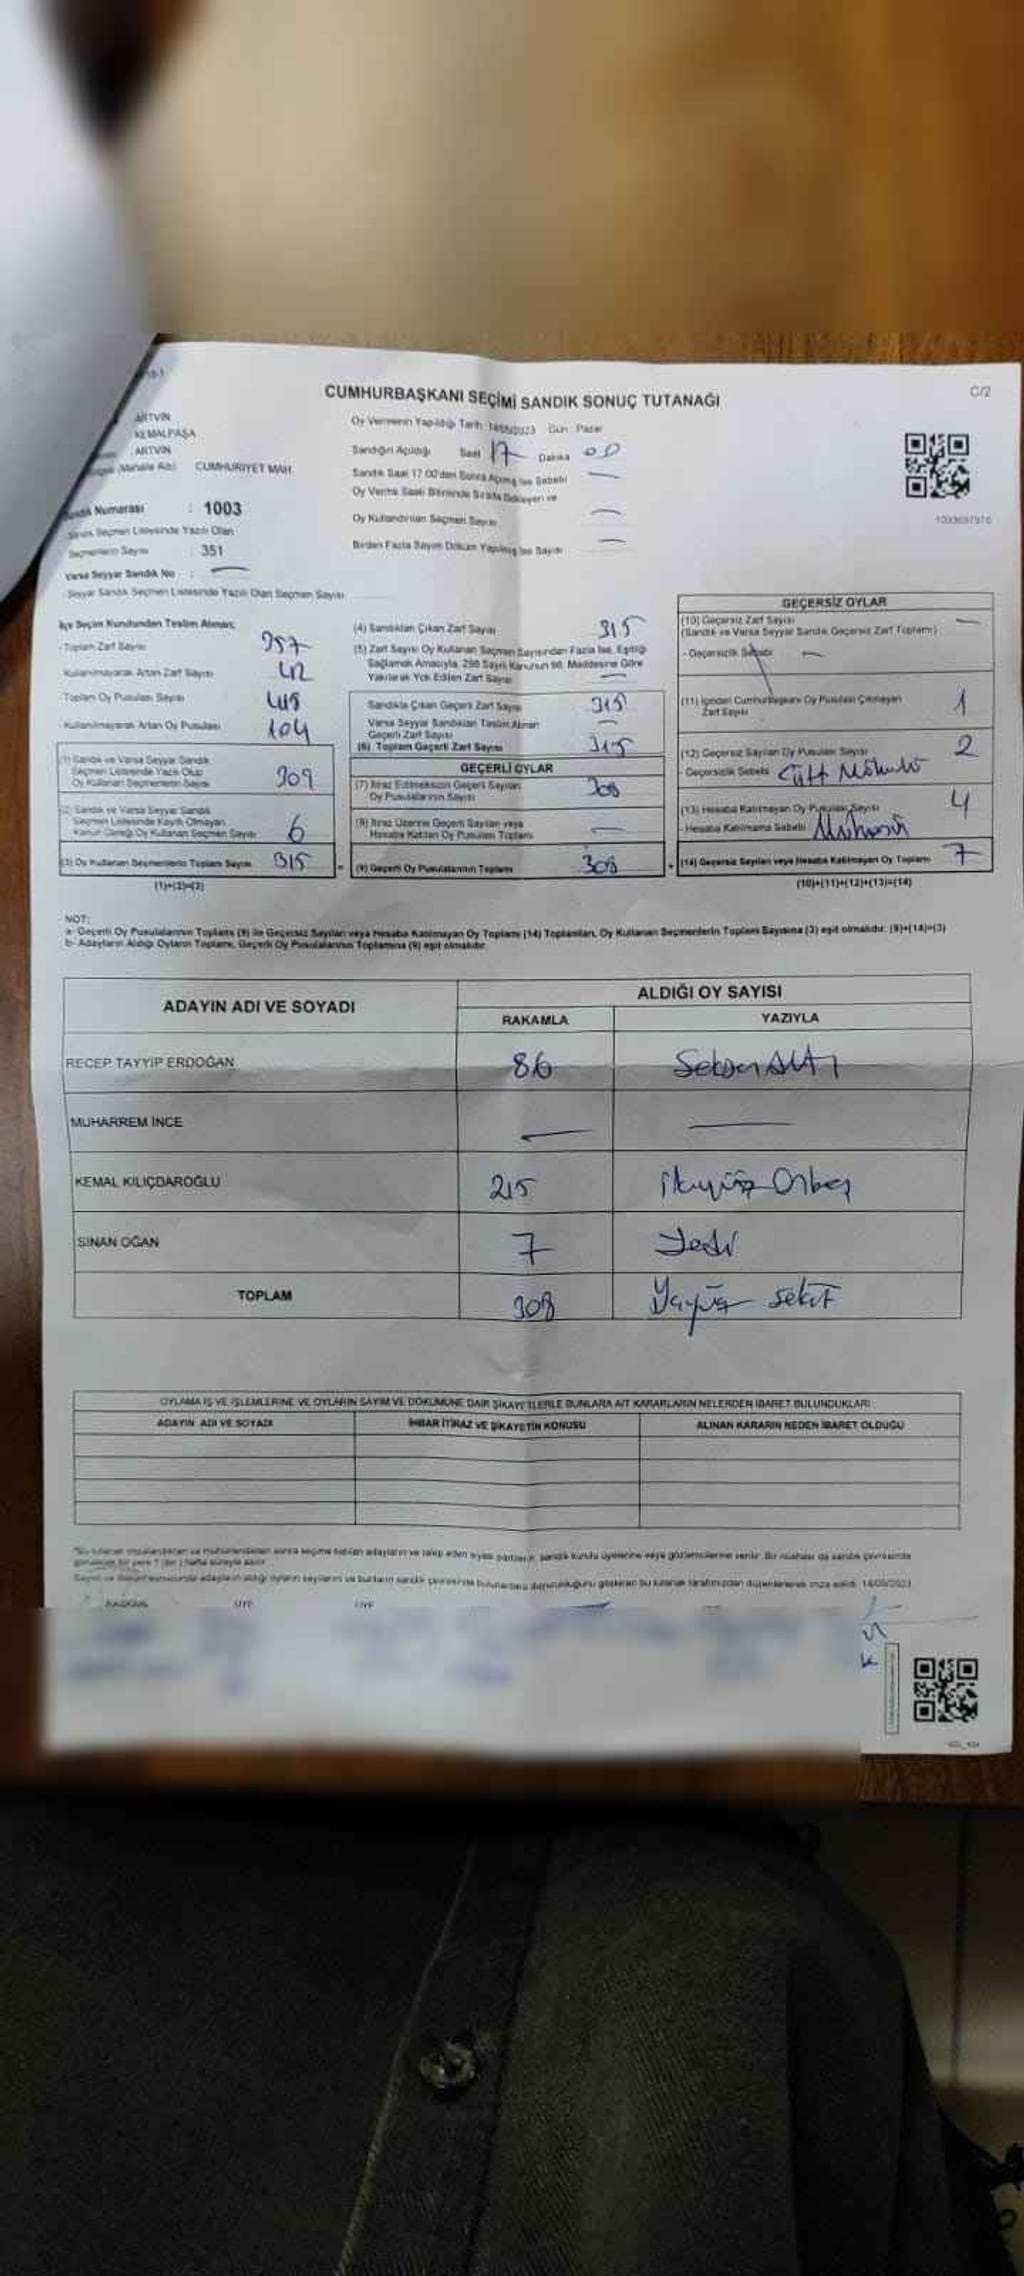 CUMHURBAŞKANI SEÇİMİ SANDIK SONUÇ TUTANAĞI
C/2
ARTVİN
KEMALPAŞA
ARTVİN
(Mahalle Adı) CUMHURİYET MAH.
Sandık Numarası : 1003
Sandık Seçmen Listesinde Yazılı Olan
Seçmenlerin Sayısı : 351
Varsa Seyyar Sandık No : —
Seyyar Sandık Seçmen Listesinde Yazılı Olan Seçmen Sayısı
Oy Vermenin Yapıldığı Tarih: 14/05/2023 Gün: Pazar
Sandığın Açıldığı Saat 17 Dakika 00
Sandık Saat 17:00'den Sonra Açılmış İse Sebebi —
Oy Verme Saati Bitiminde Sırada Bekleyen ve
Oy Kullandırılan Seçmen Sayısı —
Birden Fazla Sayım Döküm Yapılmış İse Sayısı —
İlçe Seçim Kurulundan Teslim Alınan;
Toplam Zarf Sayısı 357
Kullanılmayarak Artan Zarf Sayısı 42
Toplam Oy Pusulası Sayısı 419
Kullanılmayarak Artan Oy Pusulası 104
(1) Sandık ve Varsa Seyyar Sandık
Seçmen Listesinde Yazılı Olup
Oy Kullanan Seçmenlerin Sayısı 309
(2) Sandık ve Varsa Seyyar Sandık
Seçmen Listesinde Kayıtlı Olmayan
Kanun Gereği Oy Kullanan Seçmen Sayısı 6
(3) Oy Kullanan Seçmenlerin Toplam Sayısı 315 =
(1)+(2)=(3)
(4) Sandıktan Çıkan Zarf Sayısı 315
(5) Zarf Sayısı Oy Kullanan Seçmen Sayısından Fazla İse, Eşitliği
Sağlamak Amacıyla, 298 Sayılı Kanunun 98. Maddesine Göre
Yakılarak Yok Edilen Zarf Sayısı —
Sandıkta Çıkan Geçerli Zarf Sayısı 315
Varsa Seyyar Sandıktan Teslim Alınan
Geçerli Zarf Sayısı —
(6) Toplam Geçerli Zarf Sayısı 315
GEÇERLİ OYLAR
(7) İtiraz Edilmeksizin Geçerli Sayılan
Oy Pusulalarının Sayısı 308
(8) İtiraz Üzerine Geçerli Sayılan veya
Hesaba Katılan Oy Pusulası Toplamı —
(9) Geçerli Oy Pusulalarının Toplamı 308 +
GEÇERSİZ OYLAR
(10) Geçersiz Zarf Sayısı —
(Sandık ve Varsa Seyyar Sandık Geçersiz Zarf Toplamı)
- Geçersizlik Sebebi —
(11) İçinden Cumhurbaşkanı Oy Pusulası Çıkmayan
Zarf Sayısı 1
(12) Geçersiz Sayılan Oy Pusulası Sayısı 2
- Geçersizlik Sebebi Çift Mühürlü
(13) Hesaba Katılmayan Oy Pusulası Sayısı 4
- Hesaba Katılmama Sebebi Mühürsüz
(14) Geçersiz Sayılan veya Hesaba Katılmayan Oy Toplamı 7
(10)+(11)+(12)+(13)=(14)
NOT:
a- Geçerli Oy Pusulalarının Toplamı (9) ile Geçersiz Sayılan veya Hesaba Katılmayan Oy Toplamı (14) Toplamları, Oy Kullanan Seçmenlerin Toplam Sayısına (3) eşit olmalıdır. (9)+(14)=(3)
b- Adayların Aldığı Oyların Toplamı, Geçerli Oy Pusulalarının Toplamına (9) eşit olmalıdır.
ADAYIN ADI VE SOYADI ALDIĞI OY SAYISI
RAKAMLA YAZIYLA
RECEP TAYYİP ERDOĞAN 86 Seksen Altı
MUHARREM İNCE — —
KEMAL KILIÇDAROĞLU 215 İkiyüz Onbeş
SİNAN OĞAN 7 Yedi
TOPLAM 308 Üçyüz Sekiz
OYLAMA İŞ VE İŞLEMLERİNE VE OYLARIN SAYIM VE DÖKÜMÜNE DAİR ŞİKAYETLERLE BUNLARA AİT KARARLARIN NELERDEN İBARET BULUNDUKLARI
ADAYIN ADI VE SOYADI İHBAR İTİRAZ VE ŞİKAYETİN KONUSU ALINAN KARARIN NEDEN İBARET OLDUĞU
BAŞKAN ÜYE ÜYE